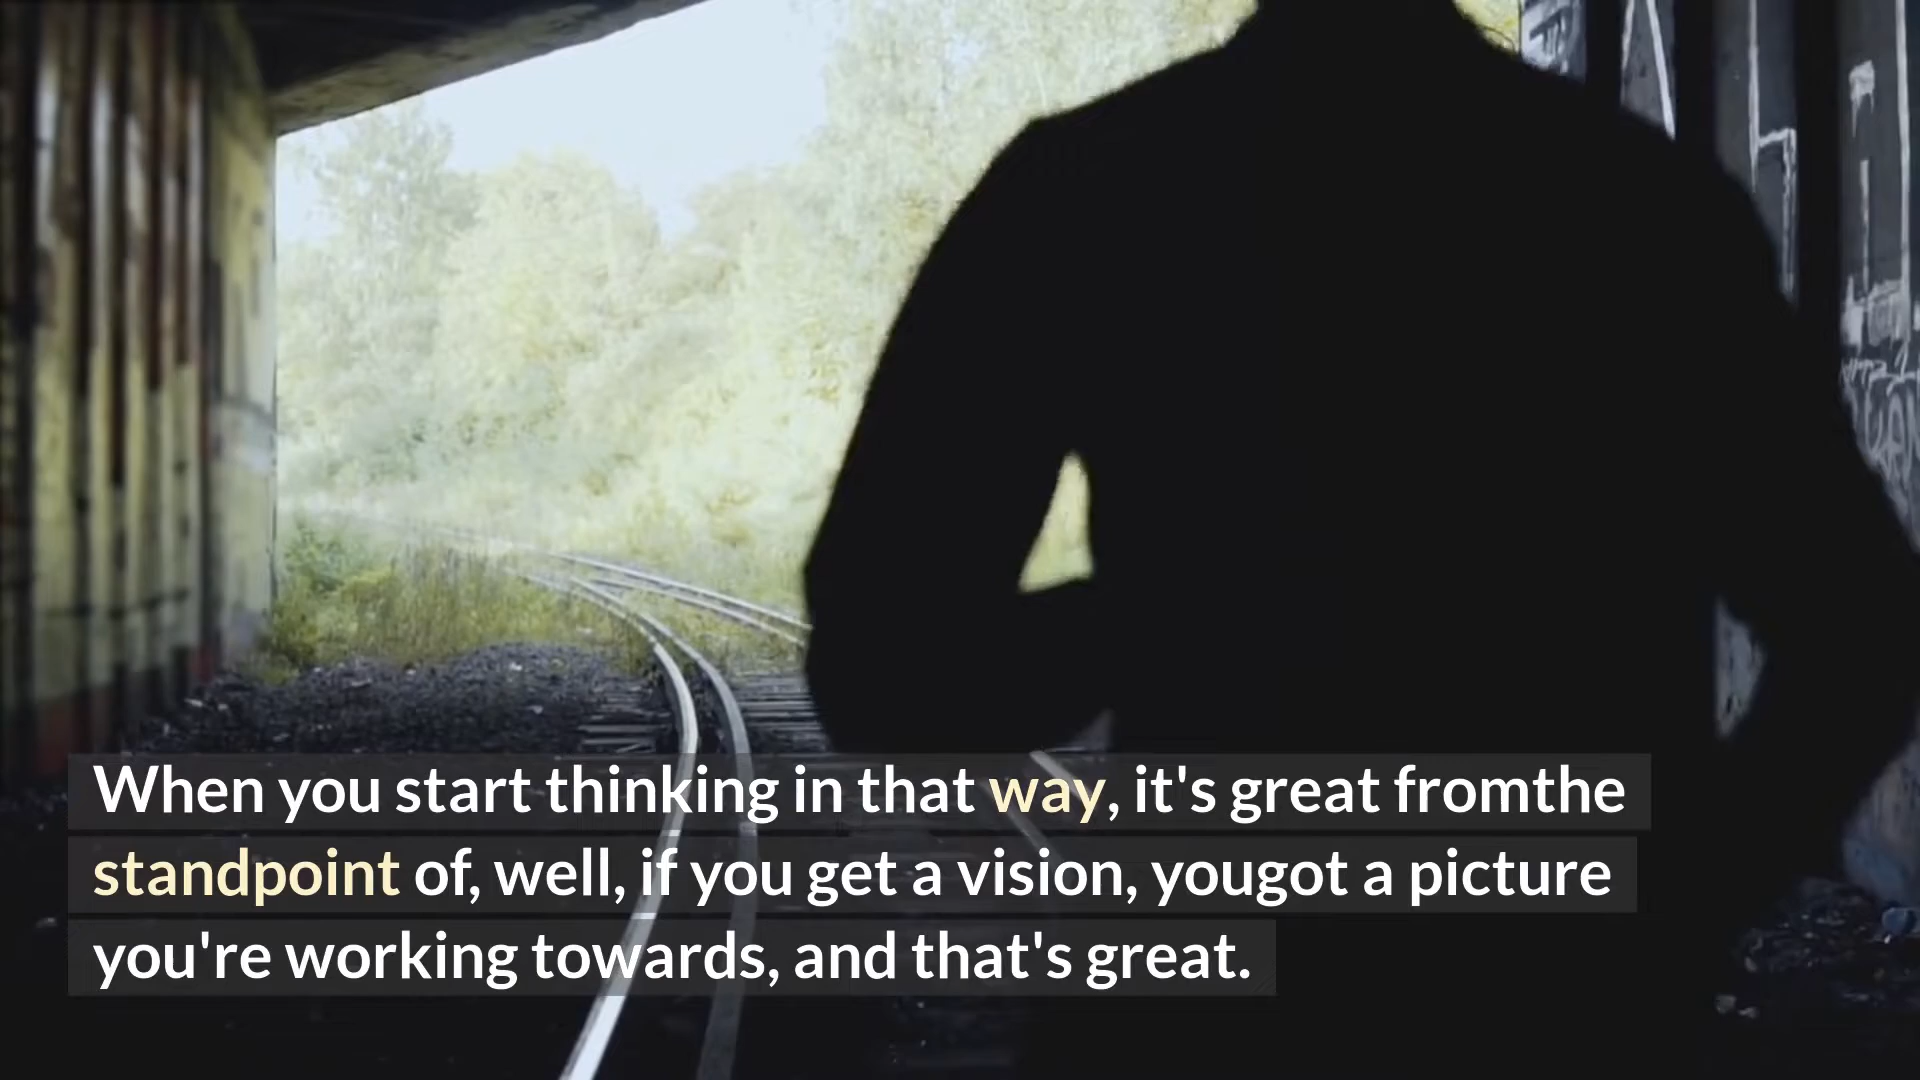 When you start thinking in that way, it's great fromthe
standpoint of, well, if you get a vision, yougot a picture
you're working towards, and that's great.